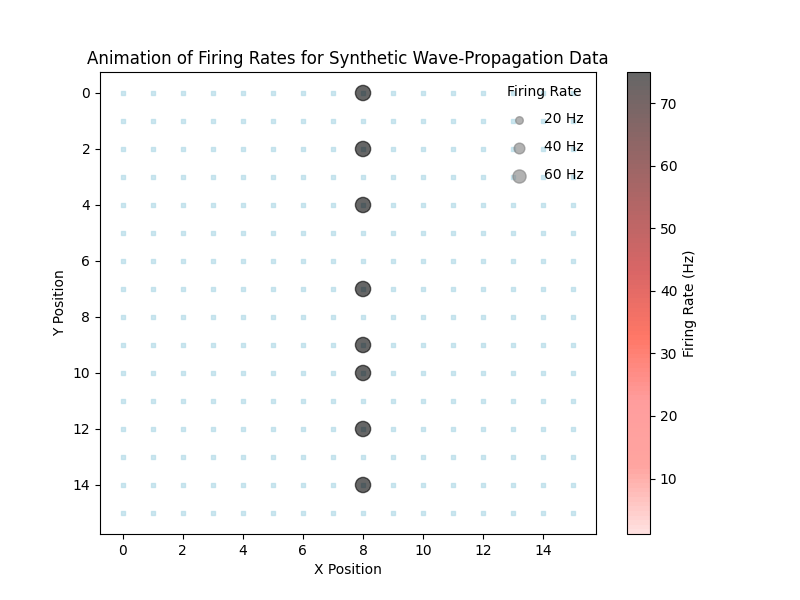 Animation of Firing Rates for Synthetic Wave-Propagation Data
Firing Rate
20 Hz
40 Hz
60 Hz
0
2
4
6
8
10
12
14
Y Position
0 2 4 6 8 10 12 14
X Position
70
60
50
40
30
20
10
Firing Rate (Hz)